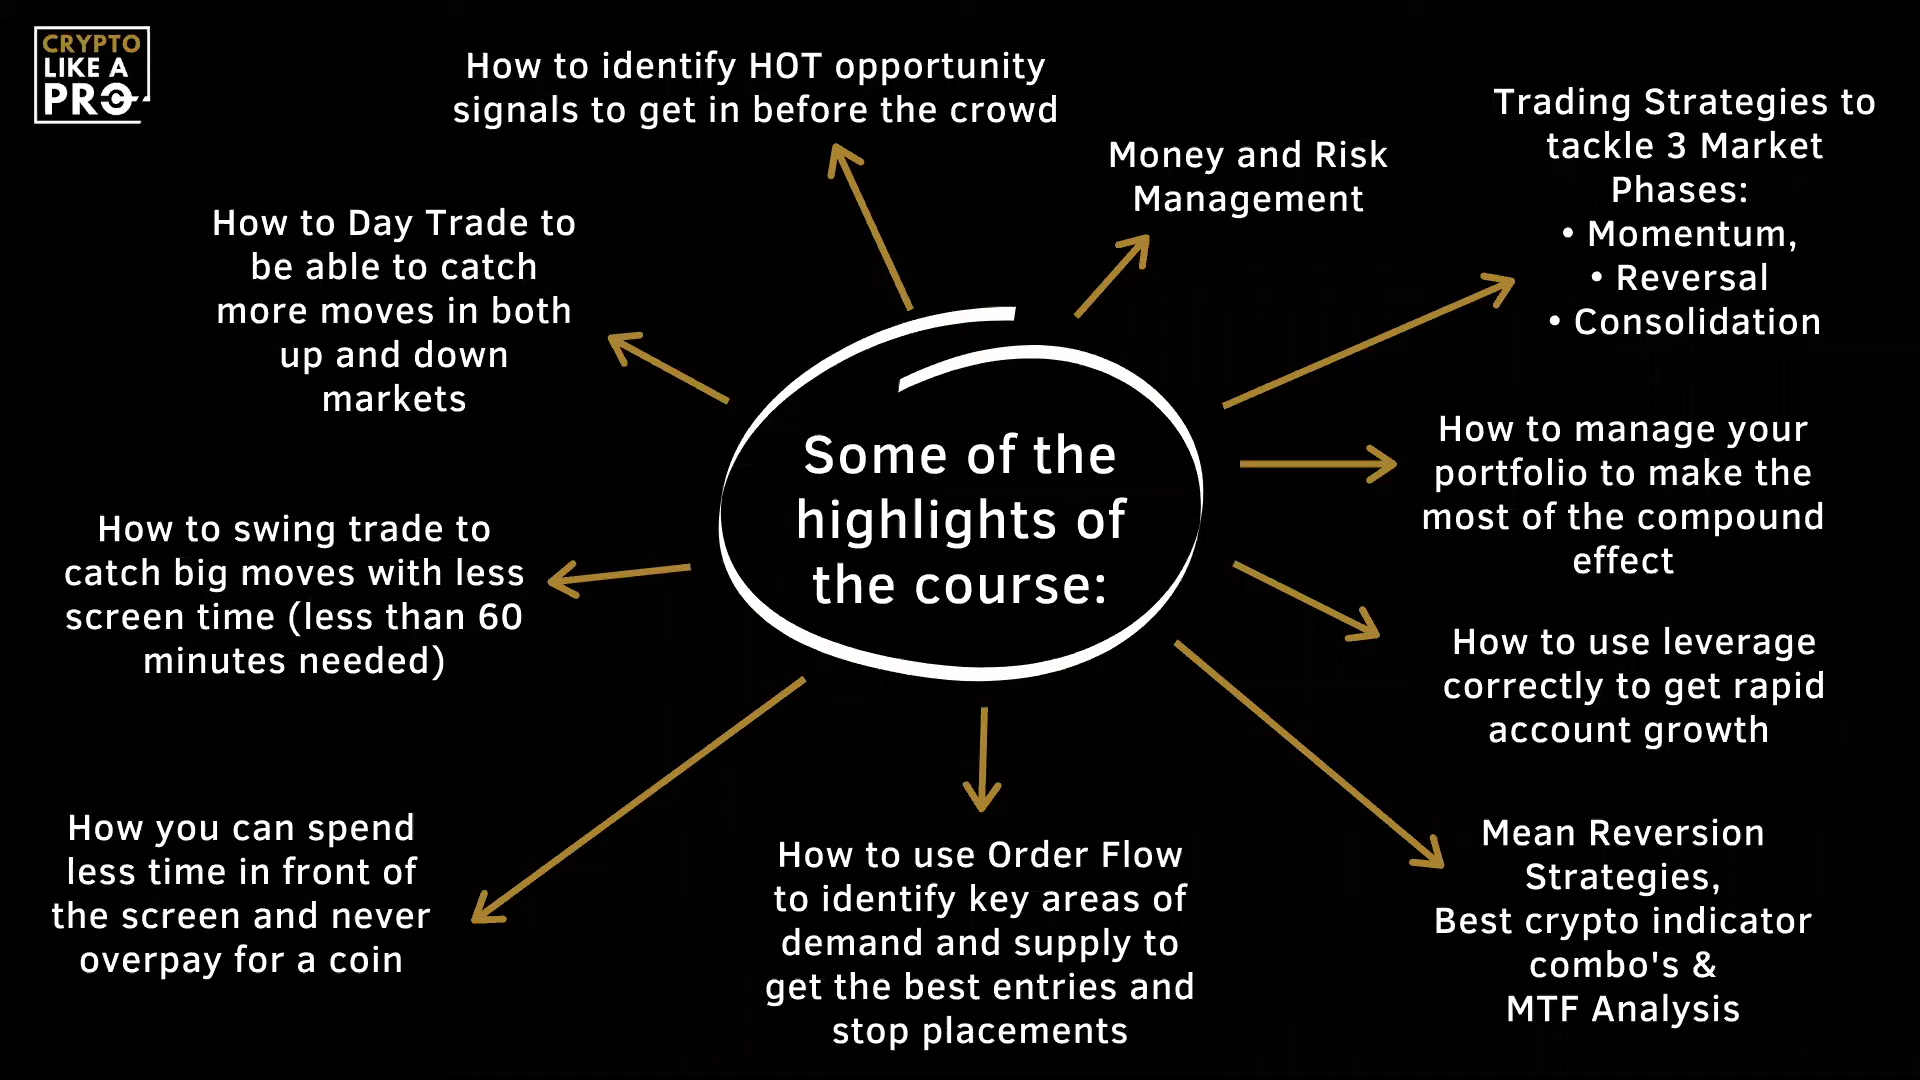 CRYPTO
LIKE A
PRO
How to identify HOT opportunity
signals to get in before the crowd
Money and Risk
Management
Trading Strategies to
tackle 3 Market
Phases:
• Momentum,
• Reversal
• Consolidation
How to Day Trade to
be able to catch
more moves in both
up and down
markets
Some of the
highlights of
the course:
How to manage your
portfolio to make the
most of the compound
effect
How to swing trade to
catch big moves with less
screen time (less than 60
minutes needed)
How to use leverage
correctly to get rapid
account growth
How you can spend
less time in front of
the screen and never
overpay for a coin
How to use Order Flow
to identify key areas of
demand and supply to
get the best entries and
stop placements
Mean Reversion
Strategies,
Best crypto indicator
combo's &
MTF Analysis